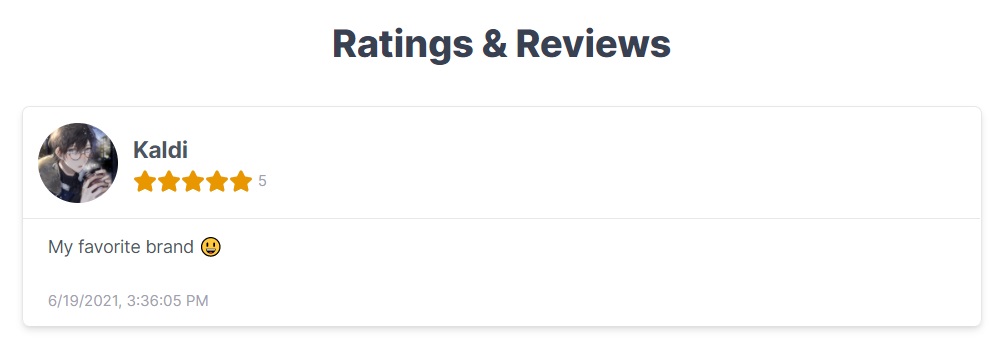 Ratings & Reviews
Kaldi
5
My favorite brand 😃
6/19/2021, 3:36:05 PM